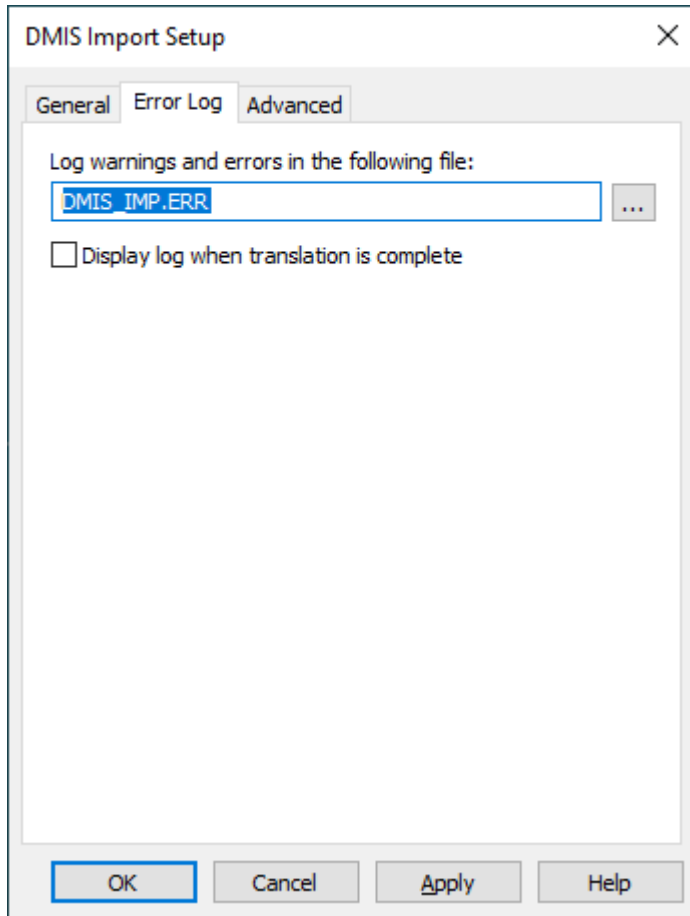 DMIS Import Setup
General Error Log Advanced
Log warnings and errors in the following file:
DMIS_IMP.ERR ...
Display log when translation is complete
OK Cancel Apply Help